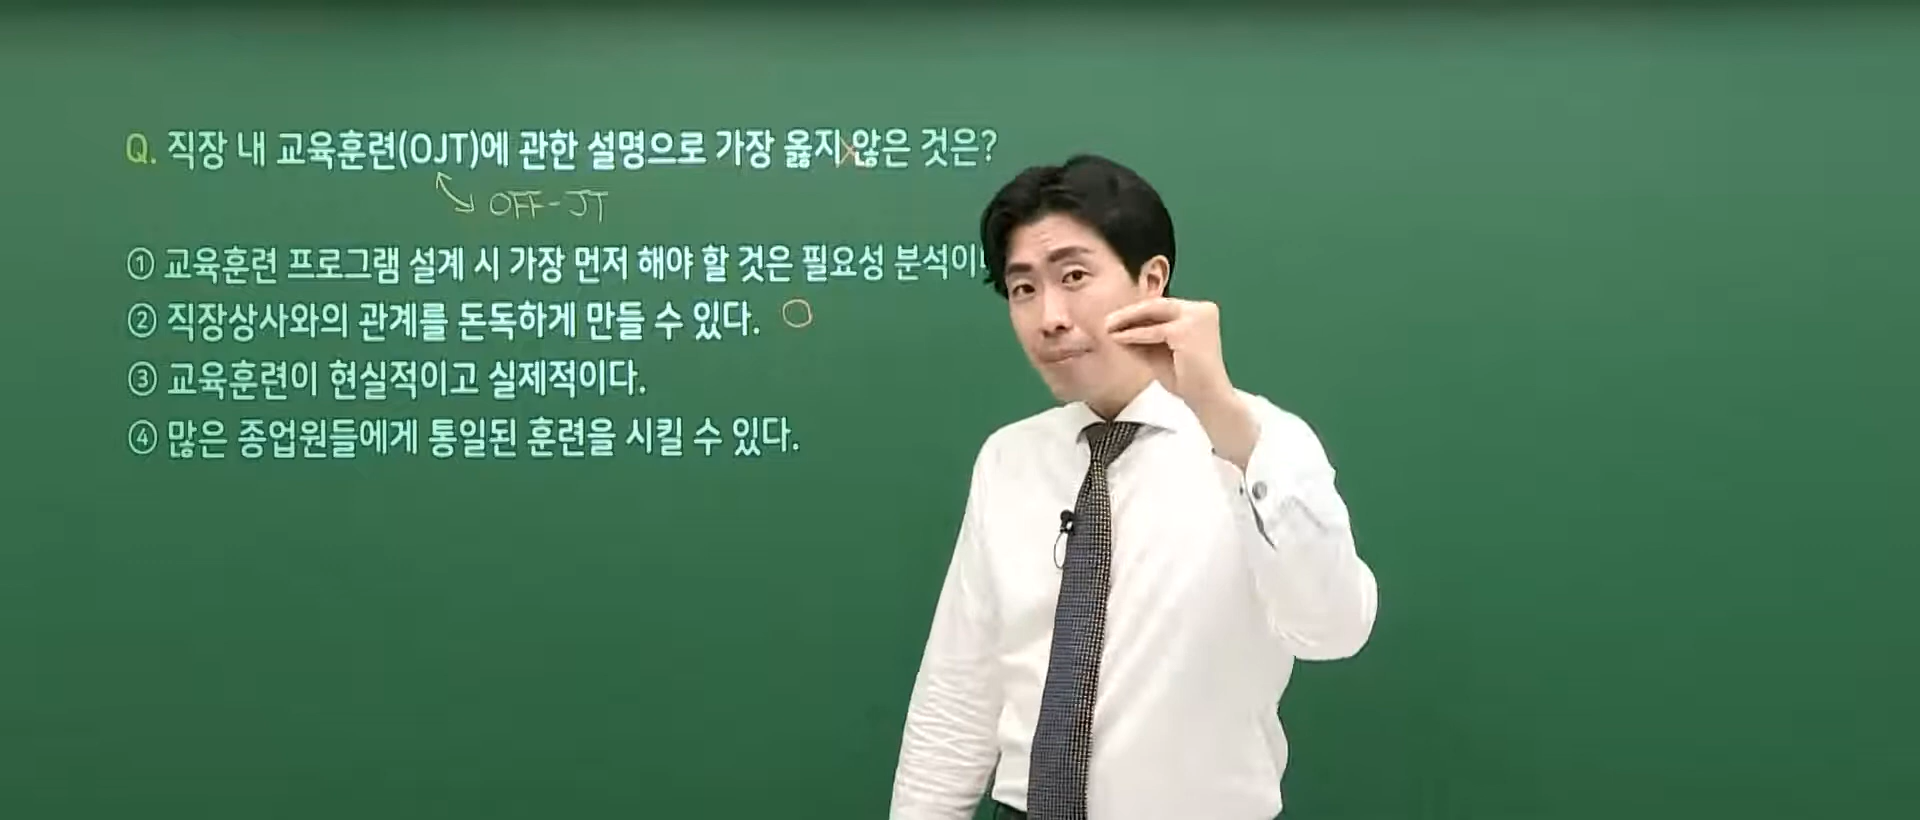 Q. 직장 내 교육훈련(OJT)에 관한 설명으로 가장 옳지 않은 것은?
OFF-JT
① 교육훈련 프로그램 설계 시 가장 먼저 해야 할 것은 필요성 분석이
② 직장상사와의 관계를 돈독하게 만들 수 있다.
③ 교육훈련이 현실적이고 실제적이다.
④ 많은 종업원들에게 통일된 훈련을 시킬 수 있다.